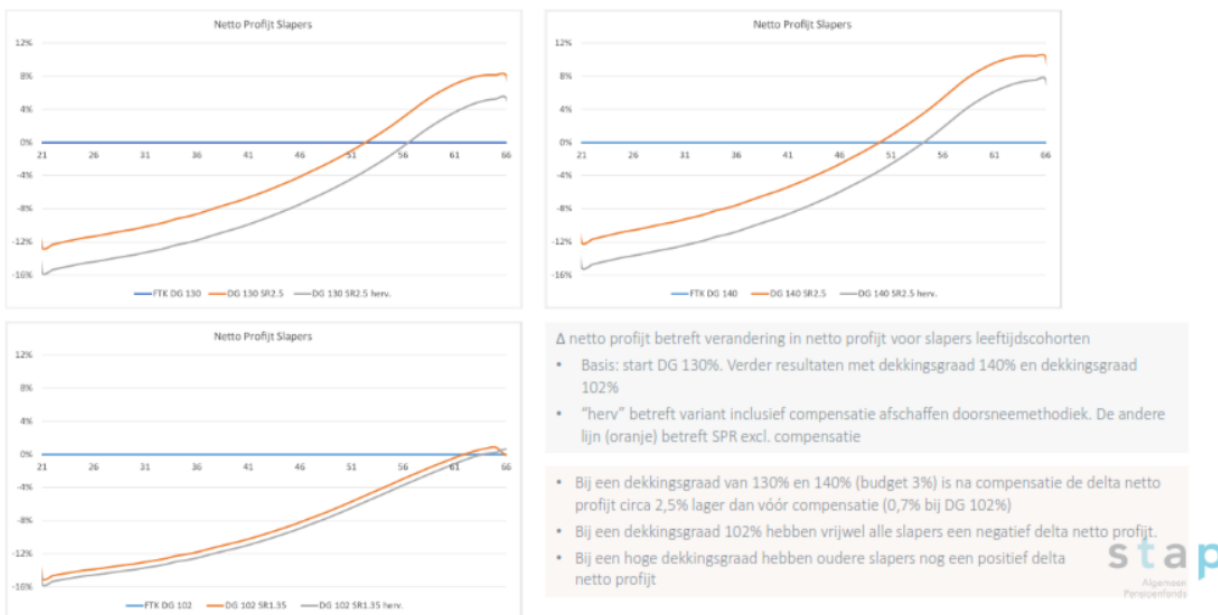 Netto Profijt Slapers
12%
8%
4%
0%
21 26 31 36 41 46 51 56 61 66
-4%
-8%
-12%
-16%
FTK DG 130 DG 130 SR2.5 DG 130 SR2.5 herv.
Netto Profijt Slapers
12%
8%
4%
0%
21 26 31 36 41 46 51 56 61 66
-4%
-8%
-12%
-16%
FTK DG 140 DG 140 SR2.5 DG 140 SR2.5 herv.
Netto Profijt Slapers
12%
8%
4%
0%
21 26 31 36 41 46 51 56 61 66
-4%
-8%
-12%
-16%
FTK DG 102 DG 102 SR1.35 DG 102 SR1.35 herv.
Δ netto profijt betreft verandering in netto profijt voor slapers leeftijdscohorten
• Basis: start DG 130%. Verder resultaten met dekkingsgraad 140% en dekkingsgraad
102%
• "herv" betreft variant inclusief compensatie afschaffen doorsneemethodiek. De andere
lijn (oranje) betreft SPR excl. compensatie
• Bij een dekkingsgraad van 130% en 140% (budget 3%) is na compensatie de delta netto
profijt circa 2,5% lager dan vóór compensatie (0,7% bij DG 102%)
• Bij een dekkingsgraad 102% hebben vrijwel alle slapers een negatief delta netto profijt.
• Bij een hoge dekkingsgraad hebben oudere slapers nog een positief delta
netto profijt
stap
Algemeen
Pensioenfonds